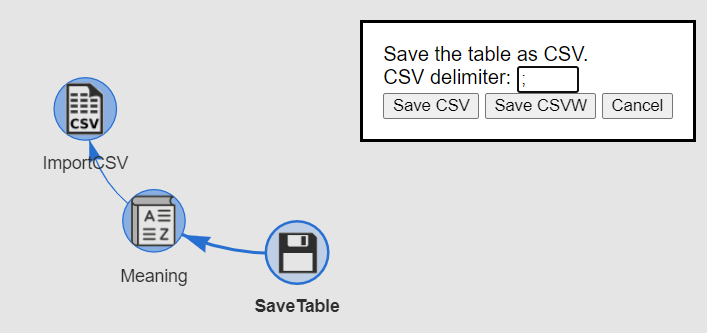 Save the table as CSV.
CSV delimiter: ;
Save CSV Save CSVW Cancel
CSV
ImportCSV
A
Z
Meaning
SaveTable